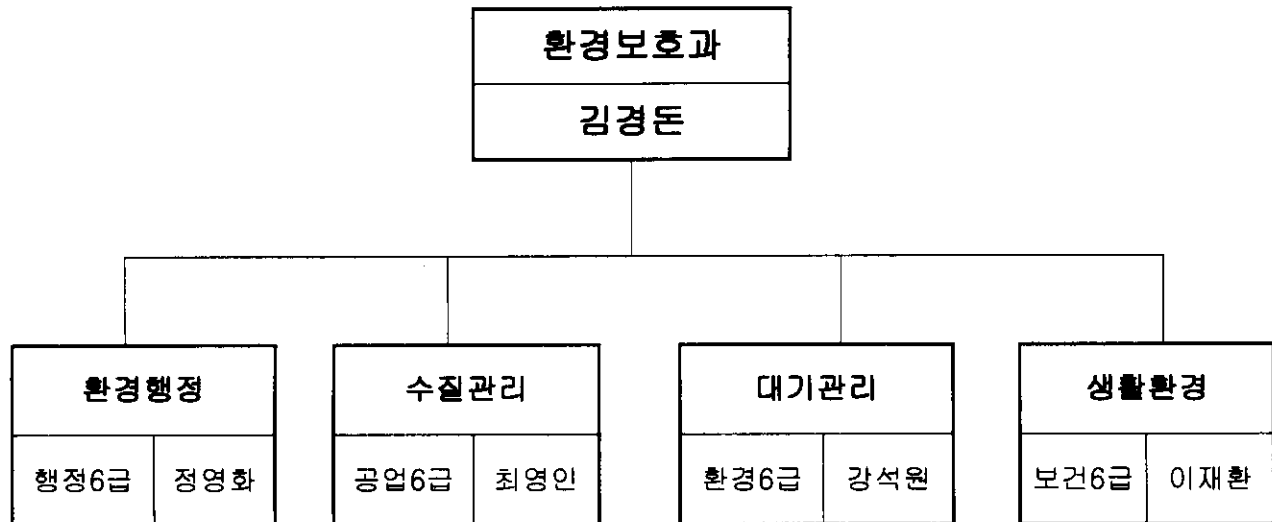 환경보호과
김경돈
환경행정
수질관리
대기관리
생활환경
행정6급 정영화
공업6급 최영인
환경6급 강석원
보건6급 이재환